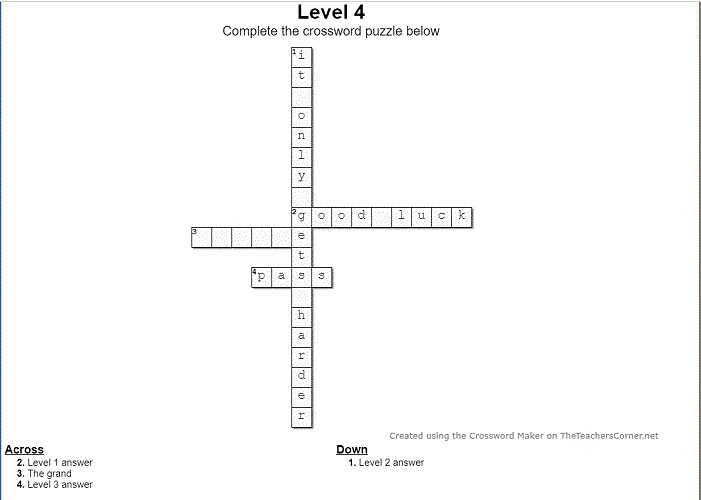 Level 4
Complete the crossword puzzle below
1 i
t
o
n
l
y
2 g o o d l u c k
3 e
t
4 p a s s
h
a
r
d
e
r
Created using the Crossword Maker on TheTeachersCorner.net
Across
2. Level 1 answer
3. The grand
4. Level 3 answer
Down
1. Level 2 answer